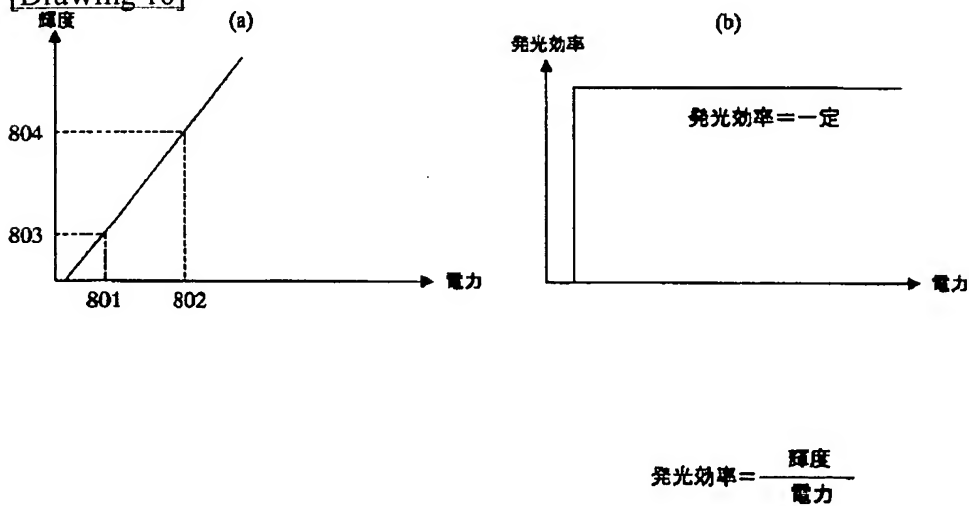 [Drawing 10]
輝度
(a)
804
803
801 802
電力
(b)
発光効率
発光効率=一定
電力
発光効率=輝度/電力